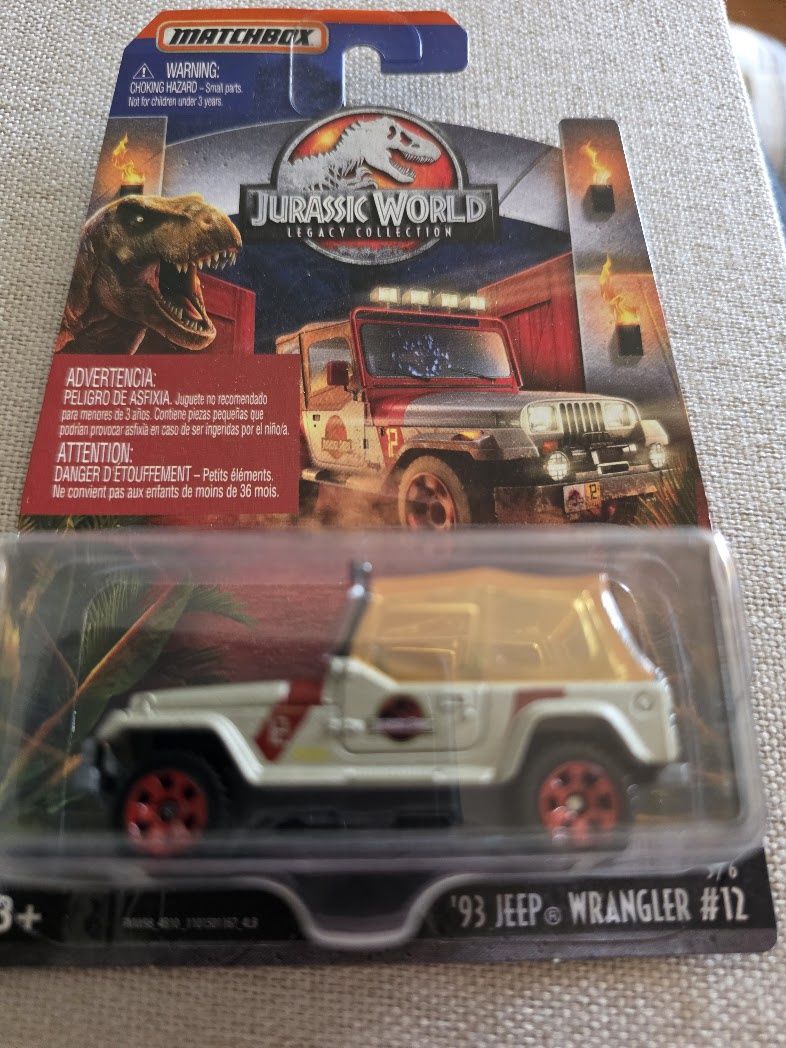 MATCHBOX
WARNING:
CHOKING HAZARD – Small parts.
Not for children under 3 years.
JURASSIC WORLD
LEGACY COLLECTION
ADVERTENCIA:
PELIGRO DE ASFIXIA. Juguete no recomendado
para menores de 3 años. Contiene piezas pequeñas que
podrían provocar asfixia en caso de ser ingeridas por el niño/a.
ATTENTION:
DANGER D'ÉTOUFFEMENT – Petits éléments.
Ne convient pas aux enfants de moins de 36 mois.
12
12
3+
'93 JEEP® WRANGLER #12